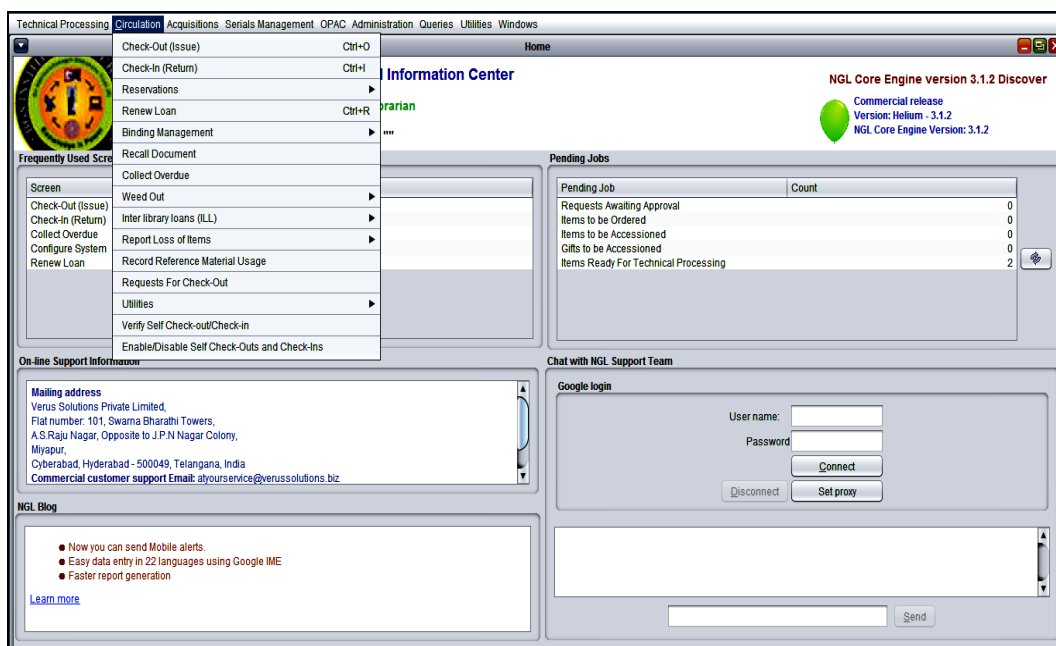 Technical Processing Circulation Acquisitions Serials Management OPAC Administration Queries Utilities Windows
Home
Check-Out (Issue) Ctrl+O
Check-In (Return) Ctrl+I
Reservations
Renew Loan Ctrl+R
Binding Management
Recall Document
Collect Overdue
Weed Out
Inter library loans (ILL)
Report Loss of Items
Record Reference Material Usage
Requests For Check-Out
Utilities
Verify Self Check-out/Check-in
Enable/Disable Self Check-Outs and Check-Ins
Information Center
""
NGL Core Engine version 3.1.2 Discover
Commercial release
Version: Helium - 3.1.2
NGL Core Engine Version: 3.1.2
Frequently Used Scre
Screen
Check-Out (Issue)
Check-In (Return)
Collect Overdue
Configure System
Renew Loan
Pending Jobs
Pending Job Count
Requests Awaiting Approval 0
Items to be Ordered 0
Items to be Accessioned 0
Gifts to be Accessioned 0
Items Ready For Technical Processing 2
On-line Support Information
Mailing address
Verus Solutions Private Limited,
Flat number: 101, Swarna Bharathi Towers,
A.S.Raju Nagar, Opposite to J.P.N Nagar Colony,
Miyapur,
Cyberabad, Hyderabad - 500049, Telangana, India
Commercial customer support Email: atyourservice@verussolutions.biz
Chat with NGL Support Team
Google login
User name:
Password
Connect
Disconnect Set proxy
NGL Blog
Now you can send Mobile alerts.
Easy data entry in 22 languages using Google IME
Faster report generation
Learn more
Send